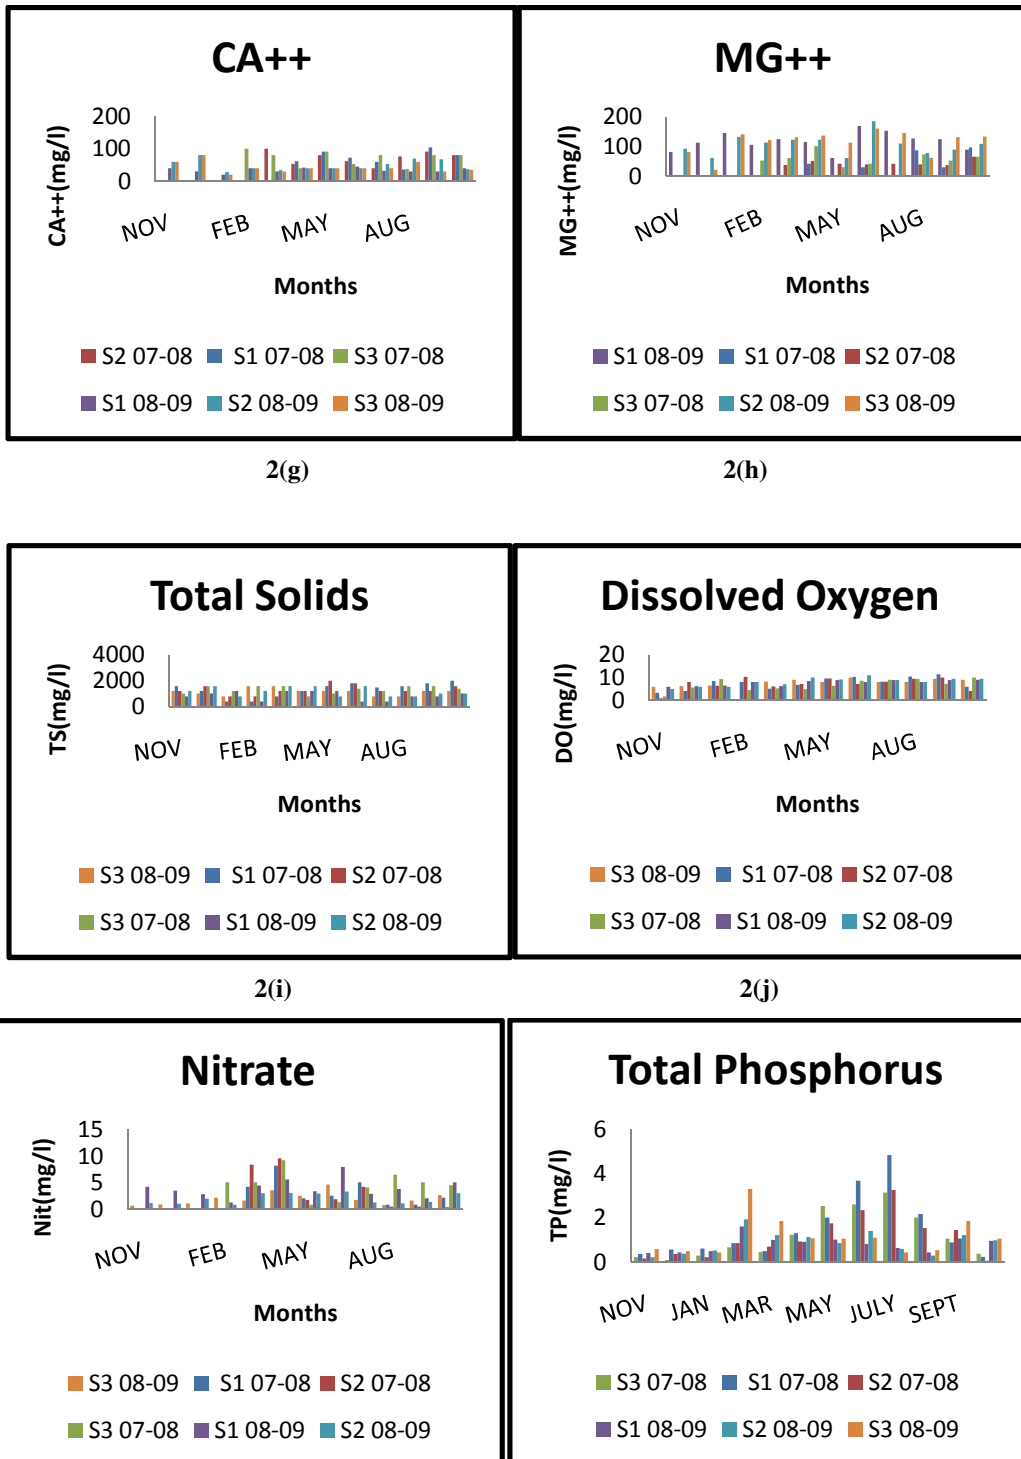 CA++
CA++(mg/l)
200
100
0
NOV FEB MAY AUG
Months
S2 07-08 S1 07-08 S3 07-08
S1 08-09 S2 08-09 S3 08-09
MG++
MG++(mg/l)
200
100
0
NOV FEB MAY AUG
Months
S1 08-09 S1 07-08 S2 07-08
S3 07-08 S2 08-09 S3 08-09
2(g) 2(h)
Total Solids
TS(mg/l)
4000
2000
0
NOV FEB MAY AUG
Months
S3 08-09 S1 07-08 S2 07-08
S3 07-08 S1 08-09 S2 08-09
Dissolved Oxygen
DO(mg/l)
20
10
0
NOV FEB MAY AUG
Months
S3 08-09 S1 07-08 S2 07-08
S3 07-08 S1 08-09 S2 08-09
2(i) 2(j)
Nitrate
Nit(mg/l)
15
10
5
0
NOV FEB MAY AUG
Months
S3 08-09 S1 07-08 S2 07-08
S3 07-08 S1 08-09 S2 08-09
Total Phosphorus
TP(mg/l)
6
4
2
0
NOV JAN MAR MAY JULY SEPT
S3 07-08 S1 07-08 S2 07-08
S1 08-09 S2 08-09 S3 08-09